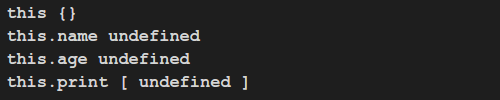 this {}
this.name undefined
this.age undefined
this.print [ undefined ]